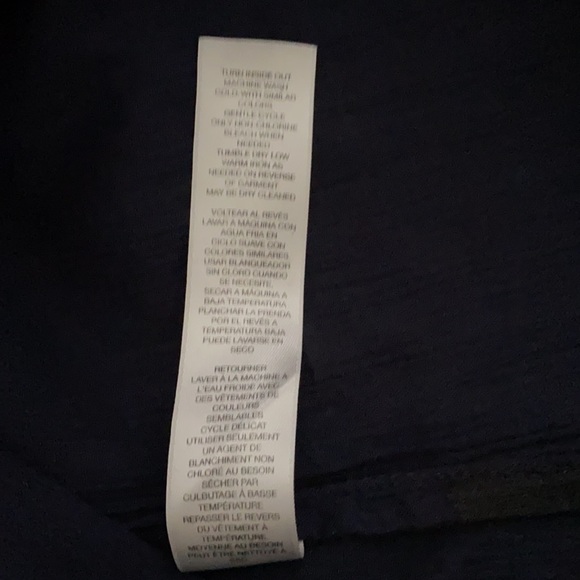 TURN INSIDE OUT
MACHINE WASH
COLD WITH SIMILAR
COLORS
GENTLE CYCLE
ONLY NON-CHLORINE
BLEACH WHEN
NEEDED
TUMBLE DRY LOW
WARM IRON AS
NEEDED ON REVERSE
OF GARMENT
MAY BE DRY CLEANED
VOLTEAR AL REVÉS
LAVAR A MÁQUINA CON
AGUA FRIA EN
CICLO SUAVE CON
COLORES SIMILARES
USAR BLANQUEADOR
SIN CLORO CUANDO
SE NECESITE,
SECAR A MÁQUINA A
BAJA TEMPERATURA
PLANCHAR LA PRENDA
POR EL REVÉS A
TEMPERATURA BAJA
PUEDE LAVARSE EN
SECO
RETOURNER
LAVER À LA MACHINE À
L'EAU FROIDE AVEC
DES VÊTEMENTS DE
COULEURS
SEMBLABLES
CYCLE DÉLICAT
UTILISER SEULEMENT
UN AGENT DE
BLANCHIMENT NON
CHLORÉ AU BESOIN
SÉCHER PAR
CULBUTAGE À BASSE
TEMPÉRATURE
REPASSER LE REVERS
DU VÊTEMENT À
TEMPÉRATURE
MOYENNE AU BESOIN
PEUT ÊTRE NETTOYÉ À
SEC